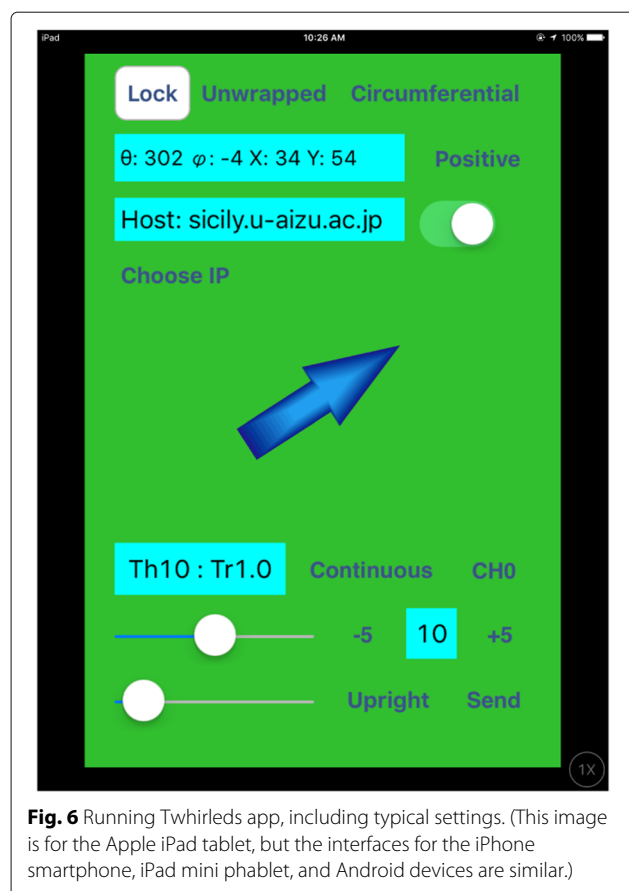 iPad 10:26 AM 100%
Lock Unwrapped Circumferential
θ: 302 φ: -4 X: 34 Y: 54 Positive
Host: sicily.u-aizu.ac.jp
Choose IP
Th10 : Tr1.0 Continuous CH0
-5 10 +5
Upright Send
1X
Fig. 6 Running Twhirleds app, including typical settings. (This image
is for the Apple iPad tablet, but the interfaces for the iPhone
smartphone, iPad mini phablet, and Android devices are similar.)